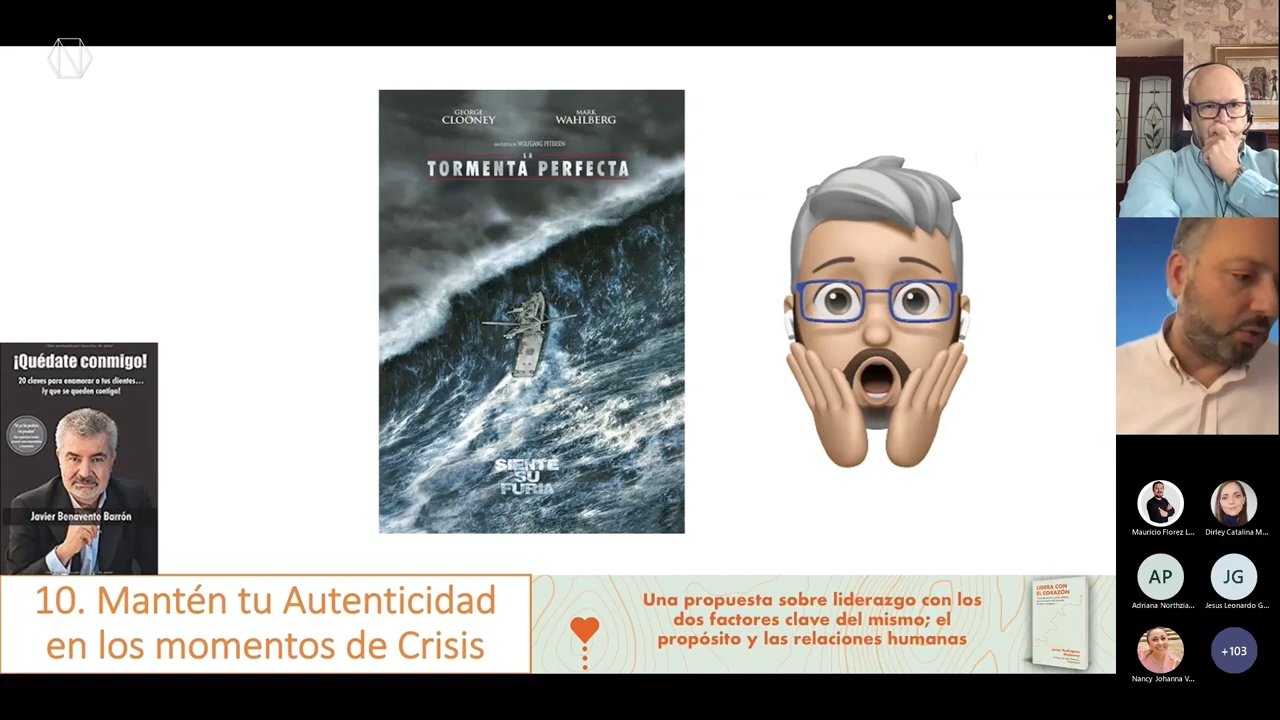 GEORGE
CLOONEY
MARK
WAHLBERG
WOLFGANG PETERSEN
LA
TORMENTA PERFECTA
SIENTE
SU
FURIA
¡Quédate conmigo!
20 claves para enamorar a tus clientes...
¡y que se queden contigo!
Javier Benavente Barrón
10. Mantén tu Autenticidad
en los momentos de Crisis
Una propuesta sobre liderazgo con los
dos factores clave del mismo; el
propósito y las relaciones humanas
LIDERA CON
EL CORAZÓN
Mauricio Florez L...
Dirley Catalina M...
AP
JG
Adriana Northzia...
Jesus Leonardo G...
+103
Nancy Johanna V...